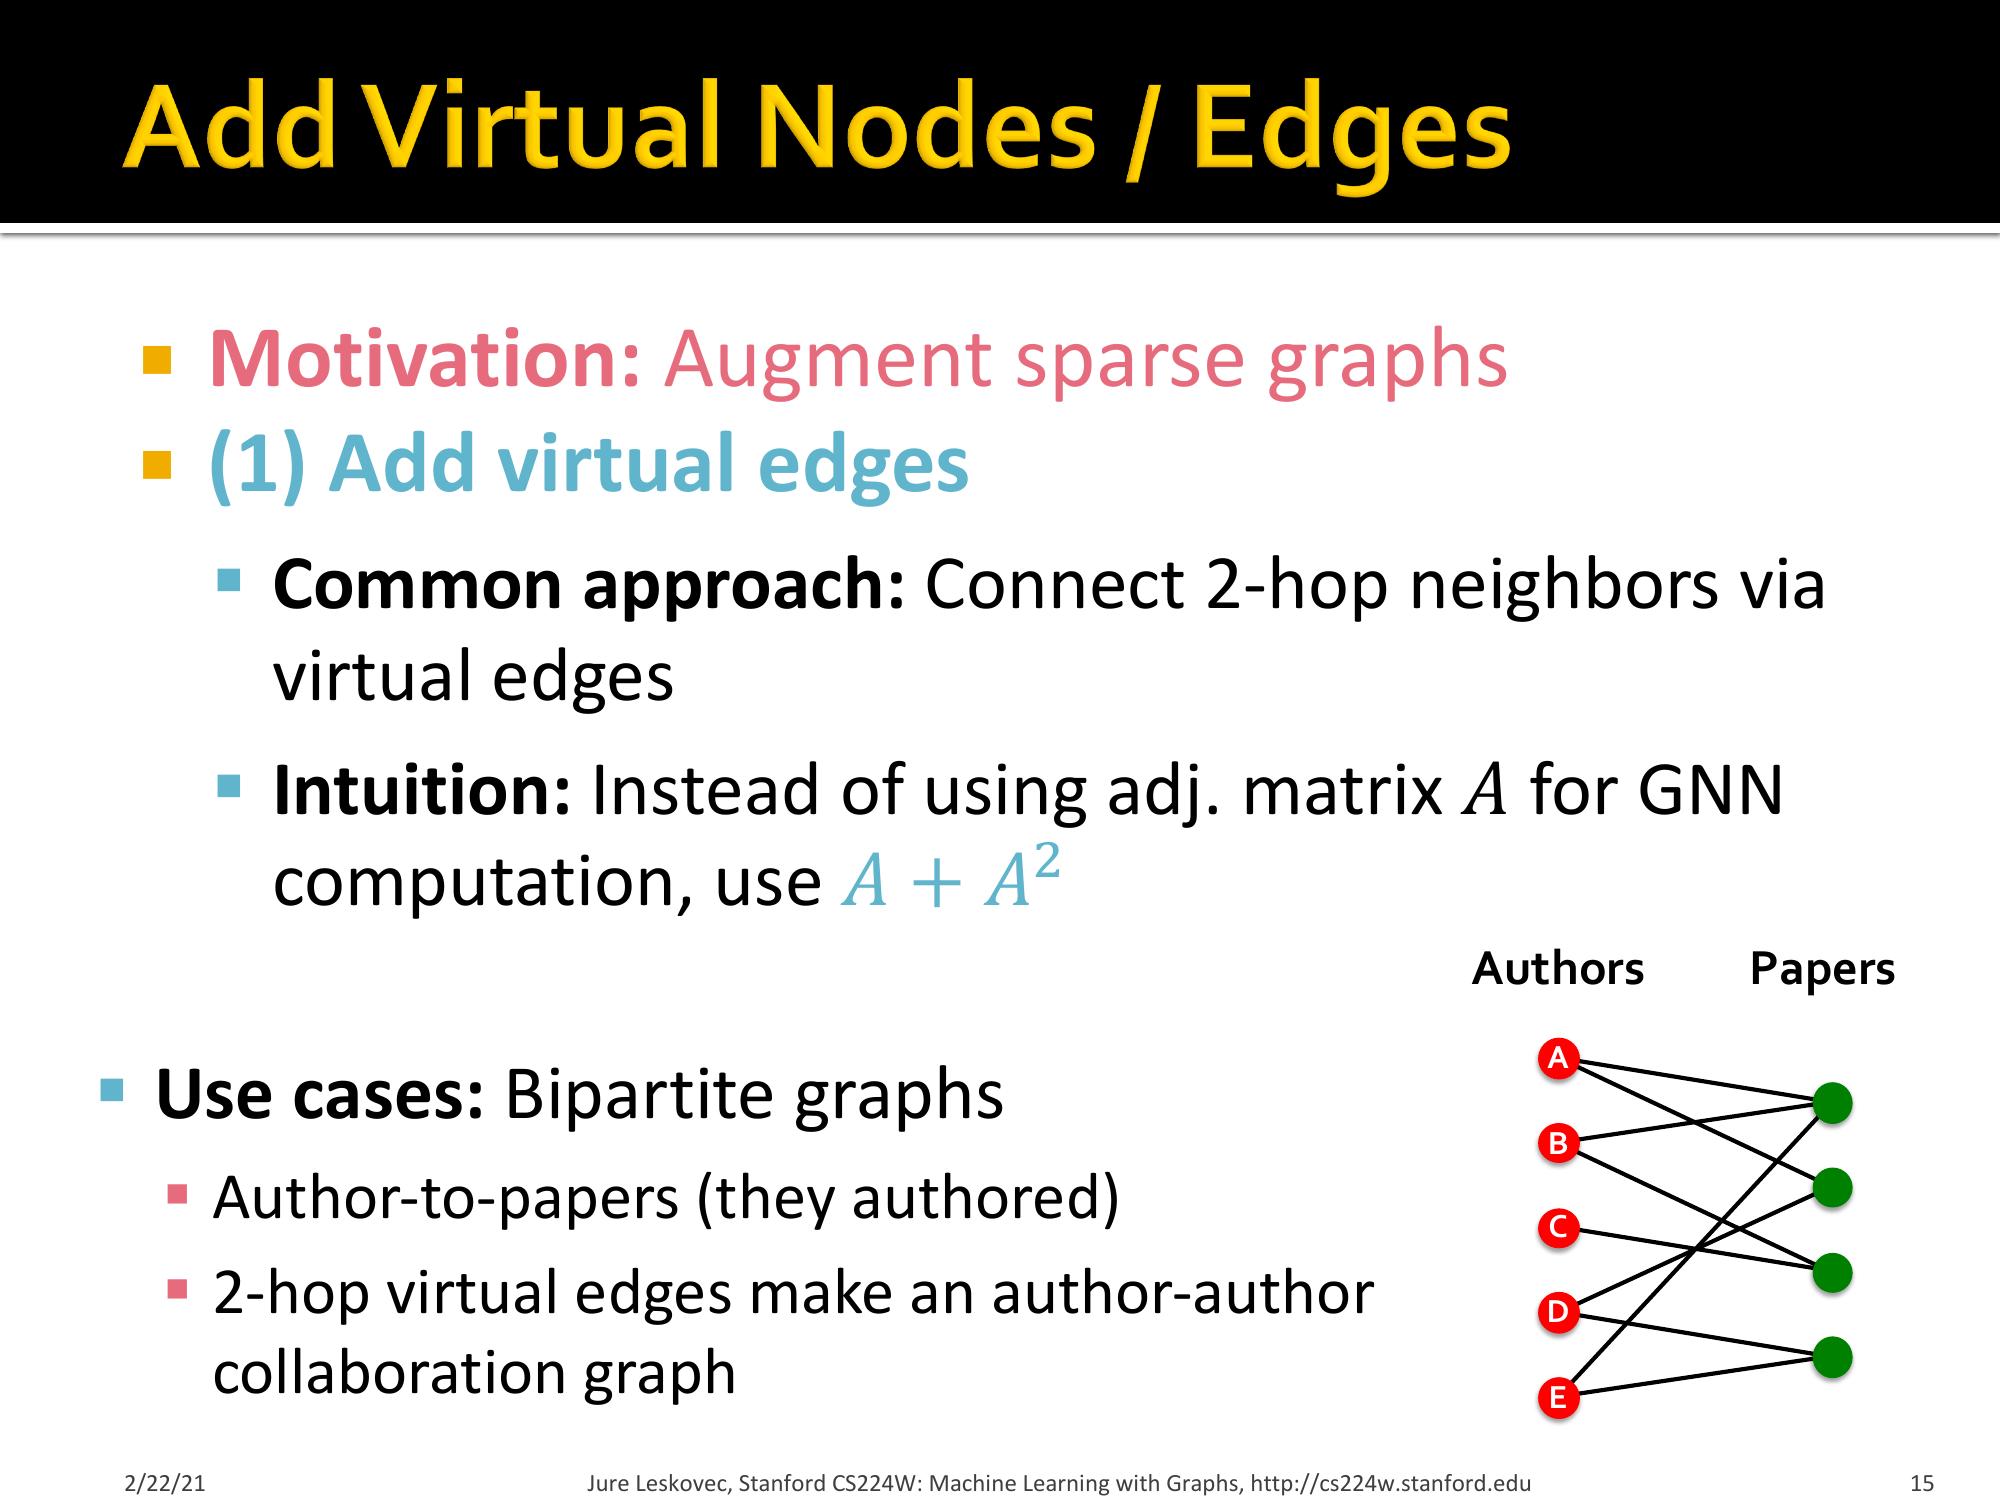 Add Virtual Nodes / Edges
Motivation: Augment sparse graphs
(1) Add virtual edges
Common approach: Connect 2-hop neighbors via
virtual edges
Intuition: Instead of using adj. matrix A for GNN
computation, use A + A²
Use cases: Bipartite graphs
Author-to-papers (they authored)
2-hop virtual edges make an author-author
collaboration graph
Authors Papers
A
B
C
D
E
2/22/21 Jure Leskovec, Stanford CS224W: Machine Learning with Graphs, http://cs224w.stanford.edu 15